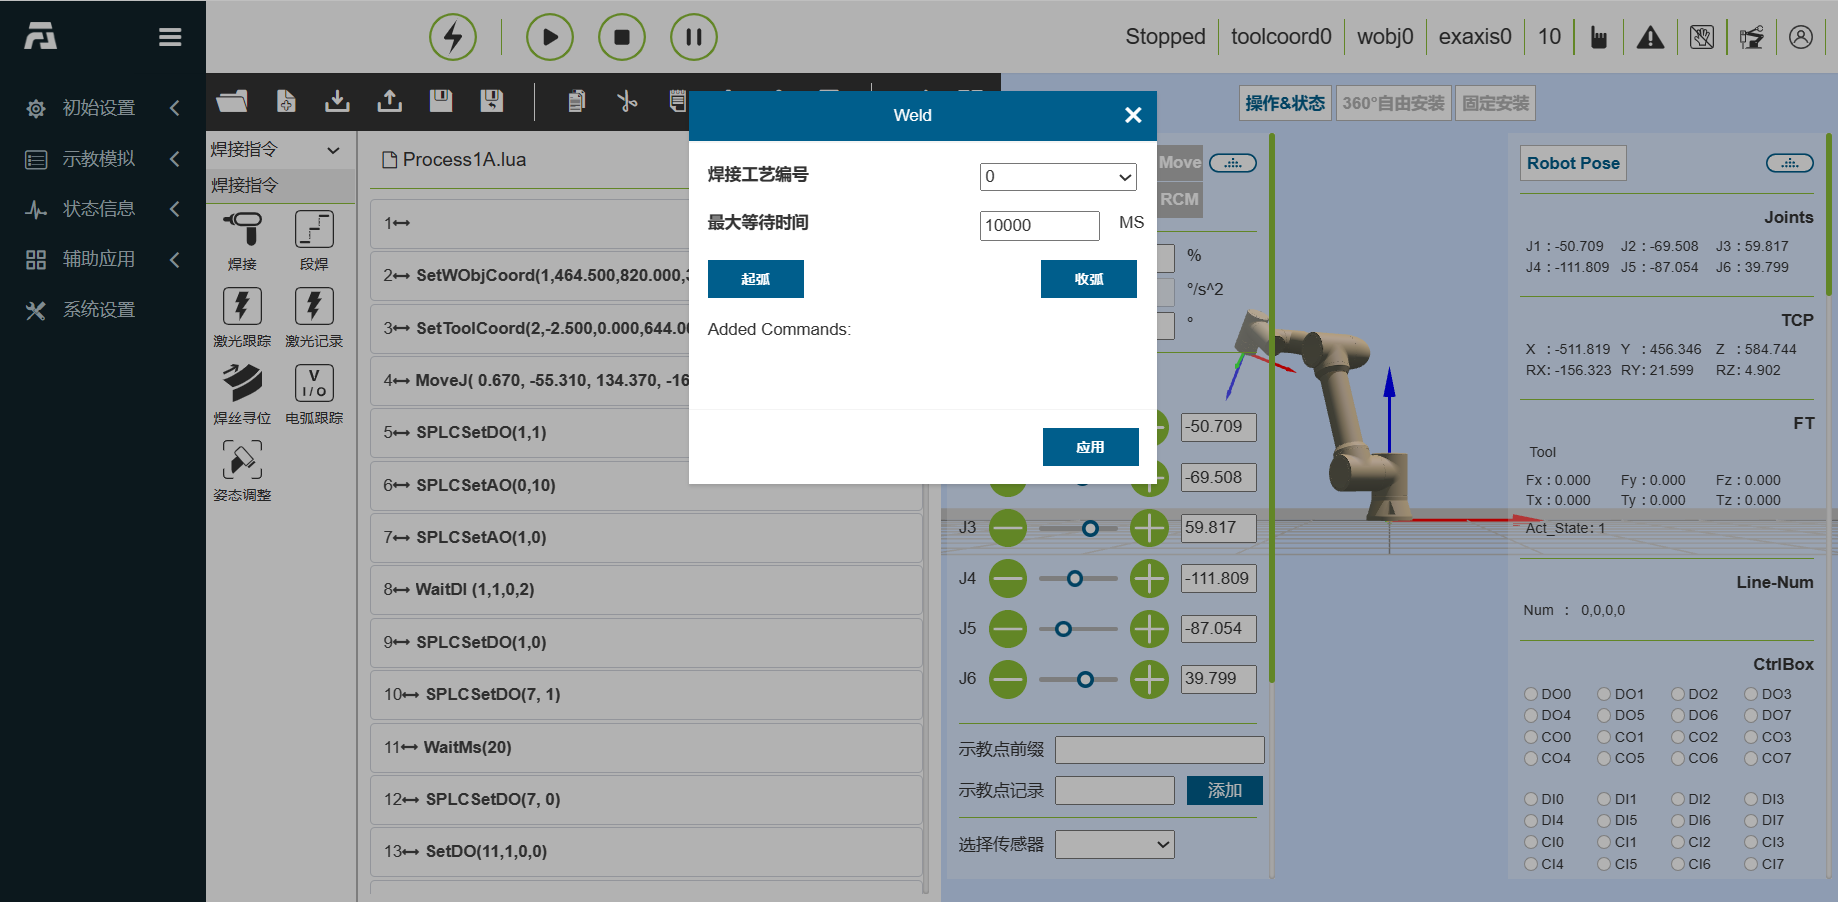 Stopped
toolcoord0
wobj0
exaxis0
10
初始设置
示教模拟
状态信息
辅助应用
系统设置
操作&状态
360°自由安装
固定安装
焊接指令
焊接指令
焊接
段焊
激光跟踪
激光记录
焊丝寻位
V
I/O
电弧跟踪
姿态调整
Process1A.lua
1
2 SetWObjCoord(1,464.500,820.000,
3 SetToolCoord(2,-2.500,0.000,644.0
4 MoveJ( 0.670, -55.310, 134.370, -16
5 SPLCSetDO(1,1)
6 SPLCSetAO(0,10)
7 SPLCSetAO(1,0)
8 WaitDI (1,1,0,2)
9 SPLCSetDO(1,0)
10 SPLCSetDO(7, 1)
11 WaitMs(20)
12 SPLCSetDO(7, 0)
13 SetDO(11,1,0,0)
Weld
焊接工艺编号
0
最大等待时间
10000
MS
起弧
收弧
Added Commands:
应用
Move
RCM
%
°/s^2
°
-50.709
-69.508
J3
59.817
J4
-111.809
J5
-87.054
J6
39.799
示教点前缀
示教点记录
添加
选择传感器
Robot Pose
Joints
J1 : -50.709 J2 : -69.508 J3 : 59.817
J4 : -111.809 J5 : -87.054 J6 : 39.799
TCP
X : -511.819 Y : 456.346 Z : 584.744
RX: -156.323 RY: 21.599 RZ: 4.902
FT
Tool
Fx : 0.000 Fy : 0.000 Fz : 0.000
Tx : 0.000 Ty : 0.000 Tz : 0.000
Act_State: 1
Line-Num
Num : 0,0,0,0
CtrlBox
DO0 DO1 DO2 DO3
DO4 DO5 DO6 DO7
CO0 CO1 CO2 CO3
CO4 CO5 CO6 CO7
DI0 DI1 DI2 DI3
DI4 DI5 DI6 DI7
CI0 CI1 CI2 CI3
CI4 CI5 CI6 CI7